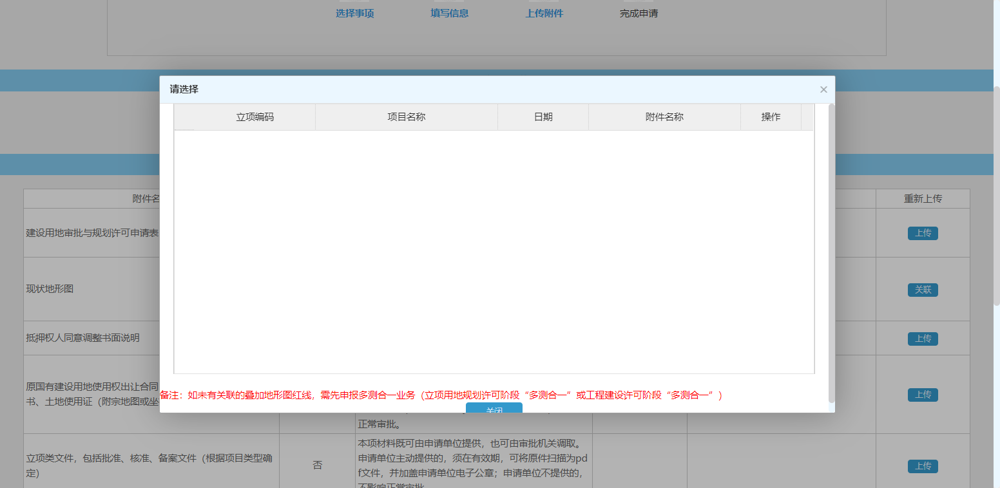 选择事项
填写信息
上传附件
完成申请
请选择
×
立项编码
项目名称
日期
附件名称
操作
附件名
重新上传
建设用地审批与规划许可申请表
上传
现状地形图
关联
抵押权人同意调整书面说明
上传
原国有建设用地使用权出让合同
书、土地使用证（附宗地图或坐
上传
备注：如未有关联的叠加地形图红线，需先申报多测合一业务（立项用地规划许可阶段“多测合一”或工程建设许可阶段“多测合一”）
关闭
正常审批。
立项类文件，包括批准、核准、备案文件（根据项目类型确
定）
否
本项材料既可由申请单位提供，也可由审批机关调取。
申请单位主动提供的，须在有效期，可将原件扫描为pd
f文件，并加盖申请单位电子公章；申请单位不提供的，
不影响正常审批
上传